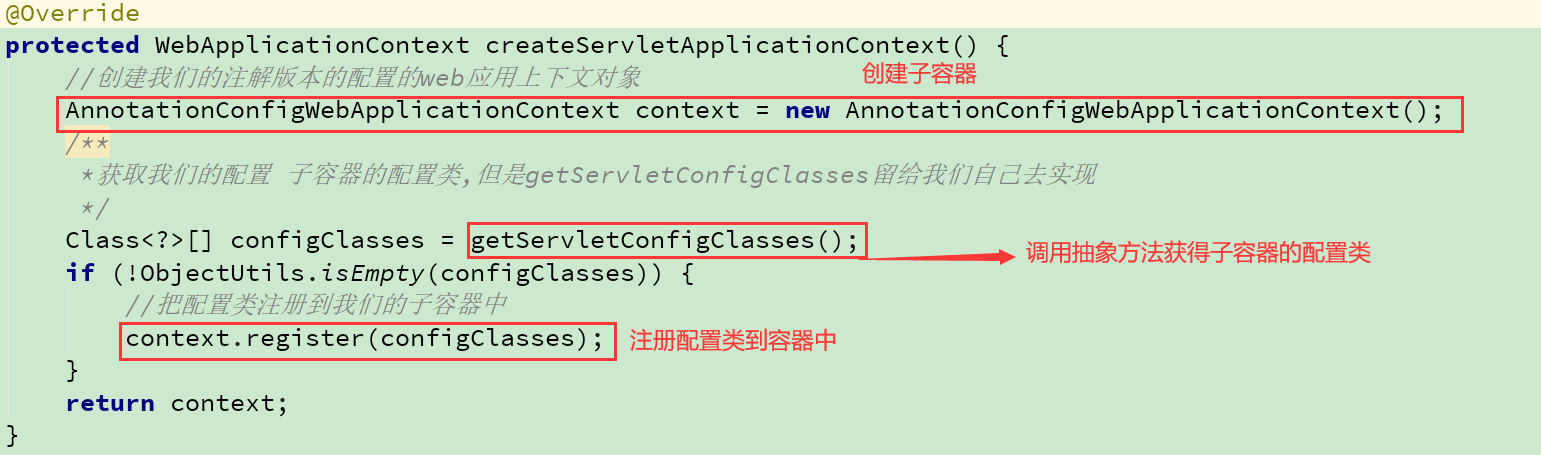 @Override
protected WebApplicationContext createServletApplicationContext() {
//创建我们的注解版本的配置的web应用上下文对象
创建子容器
AnnotationConfigWebApplicationContext context = new AnnotationConfigWebApplicationContext();
/**
*获取我们的配置 子容器的配置类,但是getServletConfigClasses留给我们自己去实现
*/
Class<?>[] configClasses = getServletConfigClasses();
调用抽象方法获得子容器的配置类
if (!ObjectUtils.isEmpty(configClasses)) {
//把配置类注册到我们的子容器中
context.register(configClasses);
注册配置类到容器中
}
return context;
}